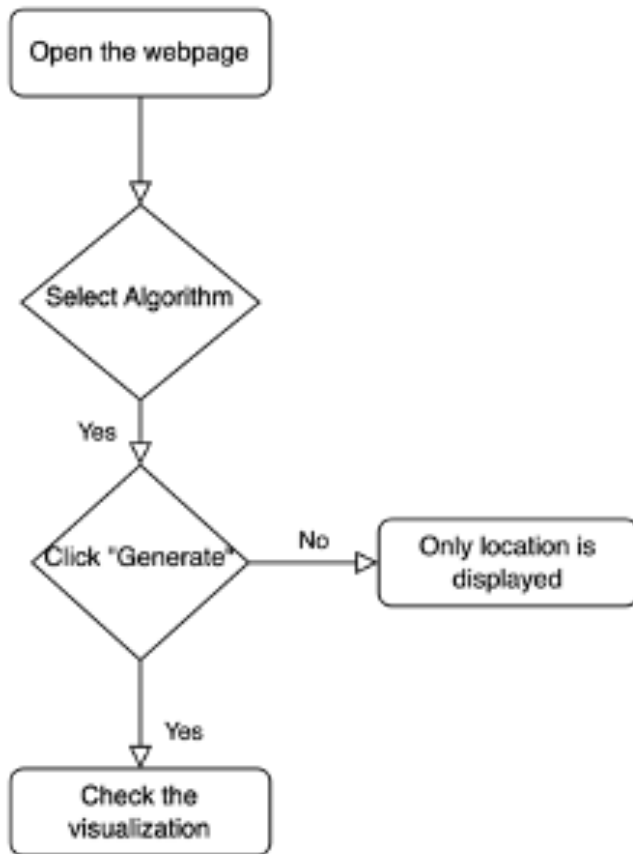 Open the webpage
Select Algorithm
Yes
Click "Generate"
No
Only location is
displayed
Yes
Check the
visualization